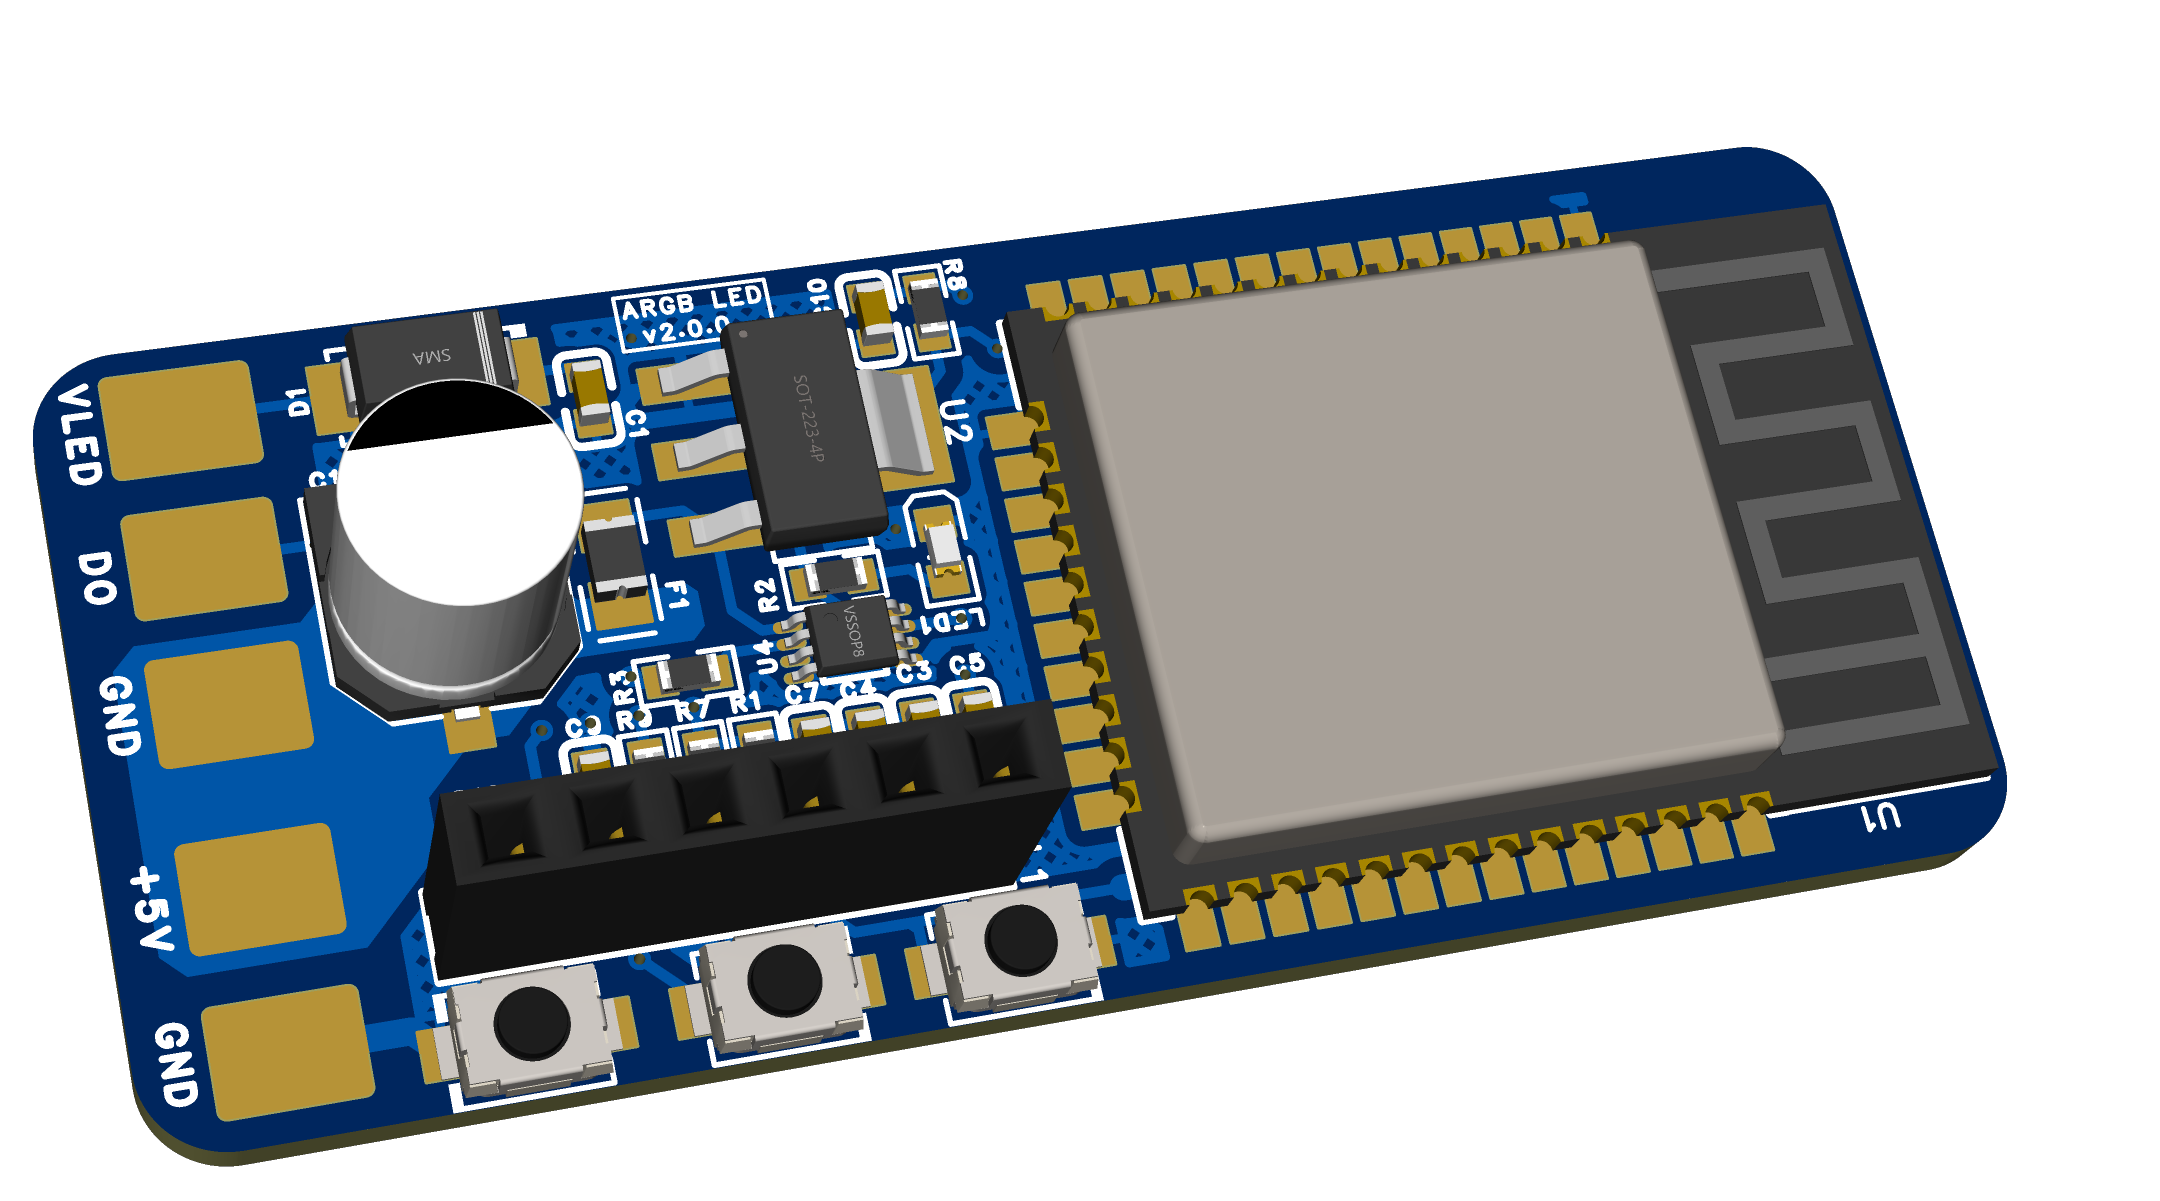 ARGB LED
v2.0.0
R8
SMA
D1
C1
U2
SOT-223-4P
VLED
DO
F1
R2
VSSOP8
LED1
U4
R3
C7
C4
C3
C5
R7
R1
GND
+5V
GND
1
U1